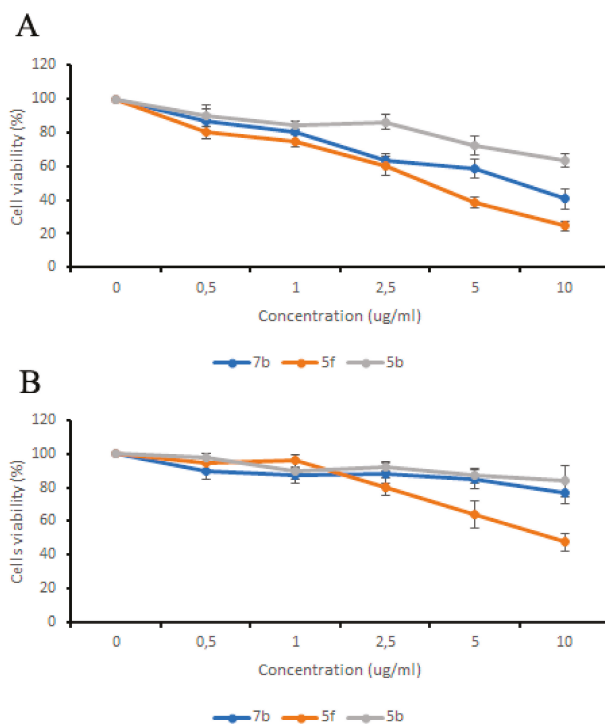 A
120
100
80
60
40
20
0
Cell viability (%)
0 0,5 1 2,5 5 10
Concentration (ug/ml)
7b 5f 5b
B
120
100
80
60
40
20
0
Cells viability (%)
0 0,5 1 2,5 5 10
Concentration (ug/ml)
7b 5f 5b